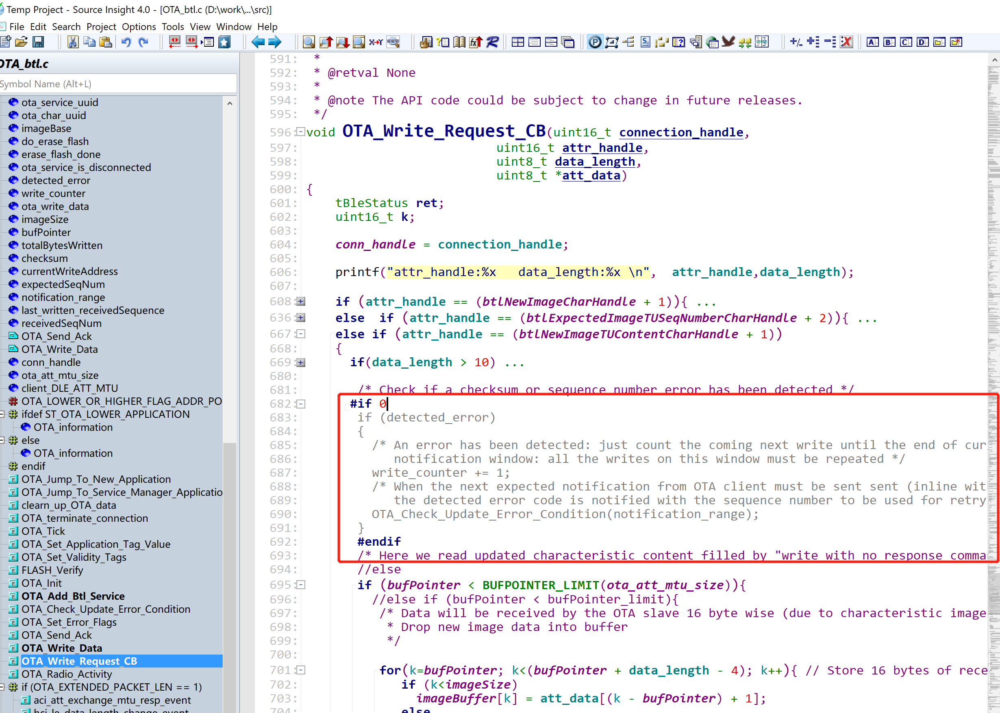 Temp Project - Source Insight 4.0 - [OTA_btl.c (D:\work\...\src)]
File Edit Search Project Options Tools View Window Help
OTA_btl.c
Symbol Name (Alt+L)
ota_service_uuid
ota_char_uuid
imageBase
do_erase_flash
erase_flash_done
ota_service_is_disconnected
detected_error
write_counter
ota_write_data
imageSize
bufPointer
totalBytesWritten
checksum
currentWriteAddress
expectedSeqNum
notification_range
last_written_receivedSequence
receivedSeqNum
OTA_Send_Ack
OTA_Write_Data
conn_handle
ota_att_mtu_size
client_DLE_ATT_MTU
OTA_LOWER_OR_HIGHER_FLAG_ADDR_PO
ifdef ST_OTA_LOWER_APPLICATION
OTA_information
else
OTA_information
endif
OTA_Jump_To_New_Application
OTA_Jump_To_Service_Manager_Applicatio
clearn_up_OTA_data
OTA_terminate_connection
OTA_Tick
OTA_Set_Application_Tag_Value
OTA_Set_Validity_Tags
FLASH_Verify
OTA_Init
OTA_Add_Btl_Service
OTA_Check_Update_Error_Condition
OTA_Set_Error_Flags
OTA_Send_Ack
OTA_Write_Data
OTA_Write_Request_CB
OTA_Radio_Activity
if (OTA_EXTENDED_PACKET_LEN == 1)
aci_att_exchange_mtu_resp_event
hci_le_data_length_change_event
591: *
592: * @retval None
593: *
594: * @note The API code could be subject to change in future releases.
595: */
596: void OTA_Write_Request_CB(uint16_t connection_handle,
597: uint16_t attr_handle,
598: uint8_t data_length,
599: uint8_t *att_data)
600: {
601: tBleStatus ret;
602: uint16_t k;
603:
604: conn_handle = connection_handle;
605:
606: printf("attr_handle:%x   data_length:%x \n",  attr_handle,data_length);
607:
608: if (attr_handle == (btlNewImageCharHandle + 1)){ ...
636: else  if (attr_handle == (btlExpectedImageTUSeqNumberCharHandle + 2)){ ...
667: else if (attr_handle == (btlNewImageTUContentCharHandle + 1))
668: {
669: if(data_length > 10) ...
680:
681: /* Check if a checksum or sequence number error has been detected */
682: #if 0
683: if (detected_error)
684: {
685: /* An error has been detected: just count the coming next write until the end of cur
686: notification window: all the writes on this window must be repeated */
687: write_counter += 1;
688: /* When the next expected notification from OTA client must be sent sent (inline wit
689: the detected error code is notified with the sequence number to be used for retry
690: OTA_Check_Update_Error_Condition(notification_range);
691: }
692: #endif
693: /* Here we read updated characteristic content filled by "write with no response comma
694: //else
695: if (bufPointer < BUFPOINTER_LIMIT(ota_att_mtu_size)){
696: //else if (bufPointer < bufPointer_limit){
697: /* Data will be received by the OTA slave 16 byte wise (due to characteristic image
698: * Drop new image data into buffer
699: */
700:
701: for(k=bufPointer; k<(bufPointer + data_length - 4); k++){ // Store 16 bytes of rece
702: if (k<imageSize)
703: imageBuffer[k] = att_data[(k - bufPointer) + 1];
704: else